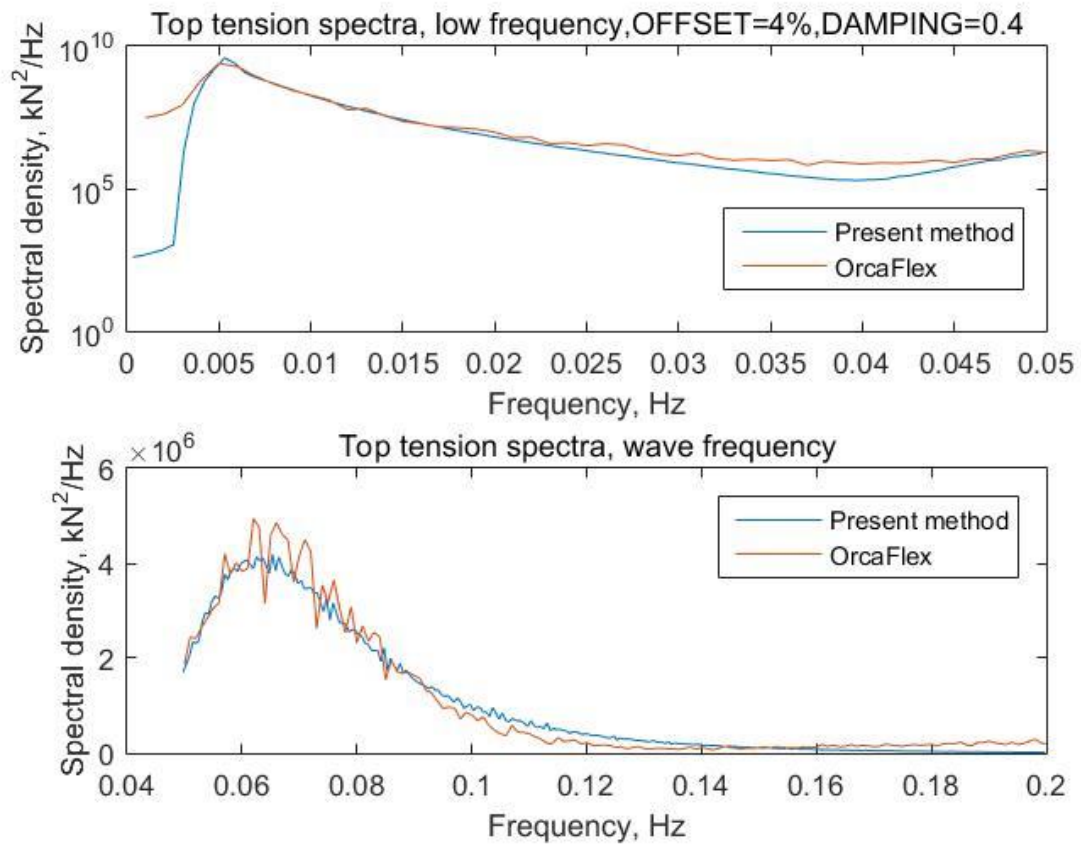 Top tension spectra, low frequency,OFFSET=4%,DAMPING=0.4
Spectral density, kN^2/Hz
10^10
10^5
10^0
Present method
OrcaFlex
0 0.005 0.01 0.015 0.02 0.025 0.03 0.035 0.04 0.045 0.05
Frequency, Hz
Top tension spectra, wave frequency
× 10^6
Spectral density, kN^2/Hz
6
4
2
0
Present method
OrcaFlex
0.04 0.06 0.08 0.1 0.12 0.14 0.16 0.18 0.2
Frequency, Hz